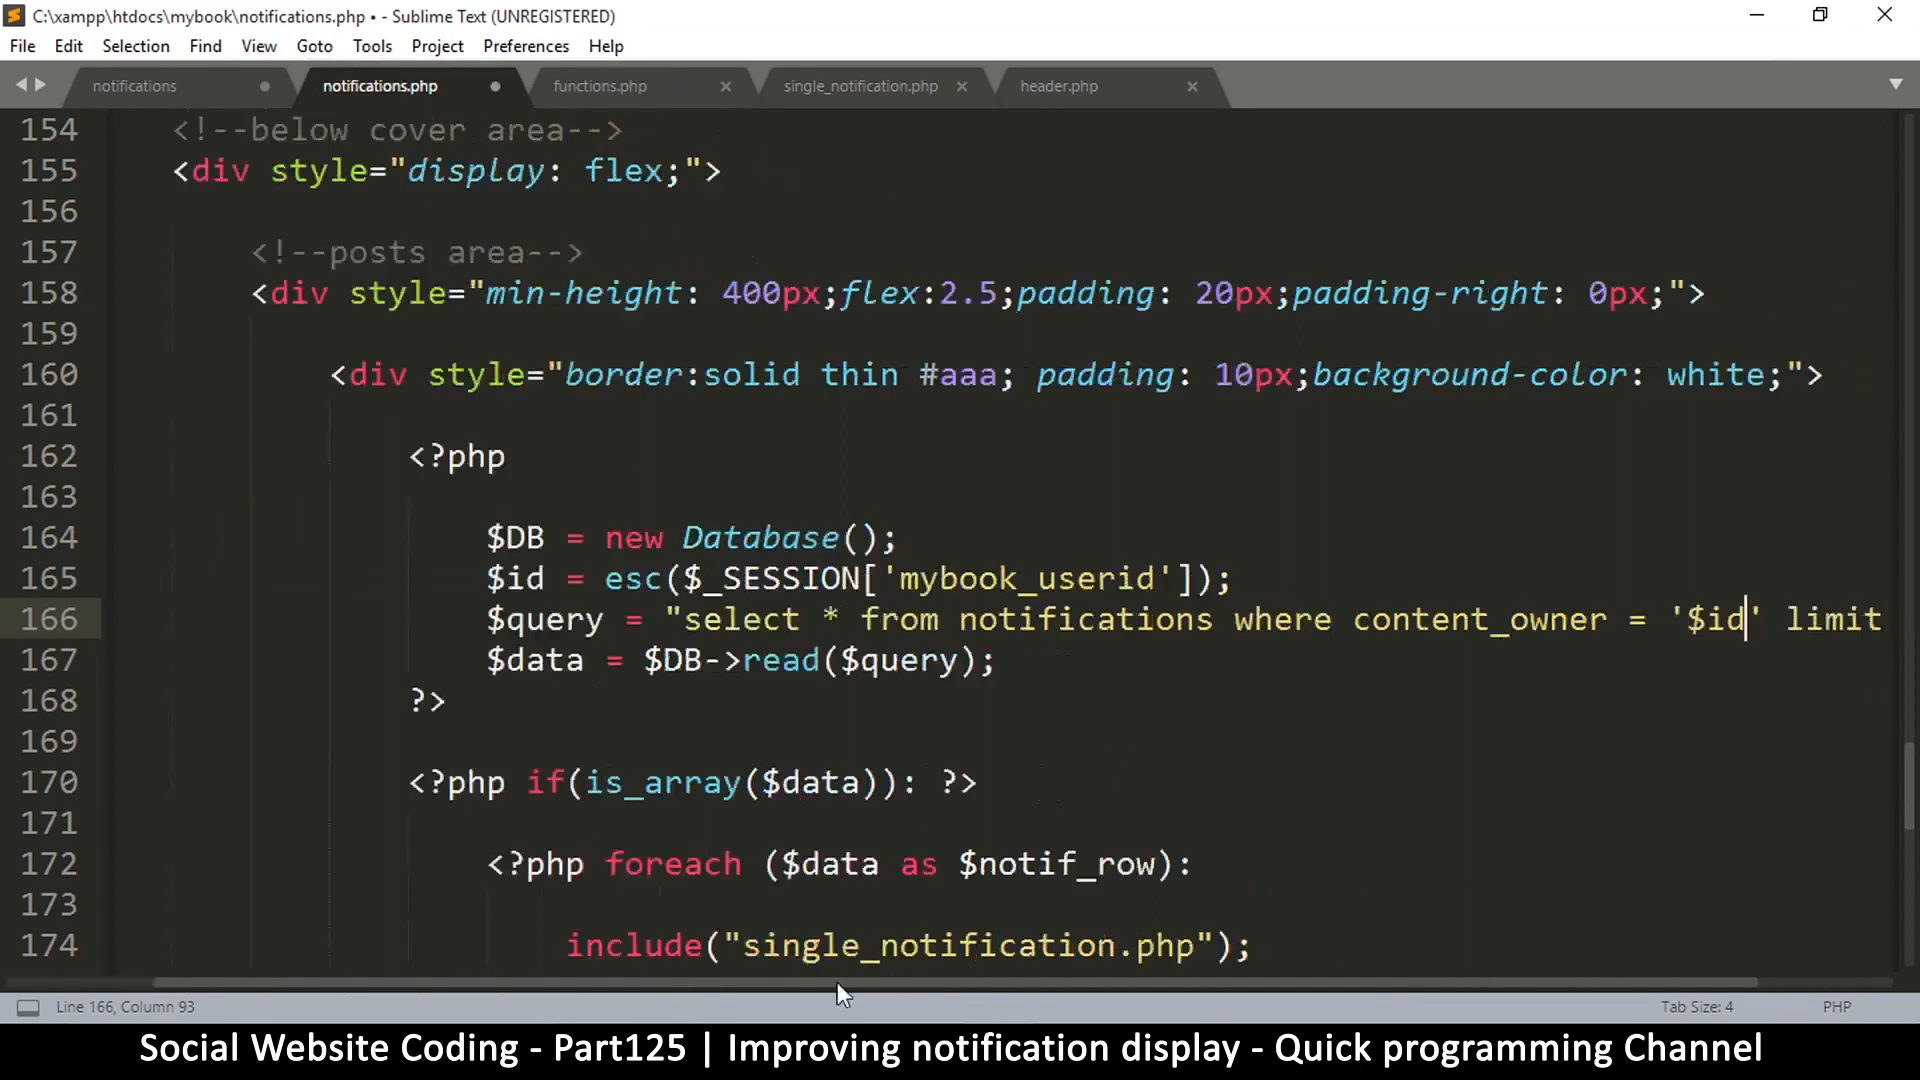 C:\xampp\htdocs\mybook\notifications.php • - Sublime Text (UNREGISTERED)
File Edit Selection Find View Goto Tools Project Preferences Help
notifications notifications.php functions.php single_notification.php header.php
154 <!--below cover area-->
155 <div style="display: flex;">
156
157 <!--posts area-->
158 <div style="min-height: 400px;flex:2.5;padding: 20px;padding-right: 0px;">
159
160 <div style="border:solid thin #aaa; padding: 10px;background-color: white;">
161
162 <?php
163
164 $DB = new Database();
165 $id = esc($_SESSION['mybook_userid']);
166 $query = "select * from notifications where content_owner = '$id' limit
167 $data = $DB->read($query);
168 ?>
169
170 <?php if(is_array($data)): ?>
171
172 <?php foreach ($data as $notif_row):
173
174 include("single_notification.php");
Line 166, Column 93 Tab Size: 4 PHP
Social Website Coding - Part125 | Improving notification display - Quick programming Channel